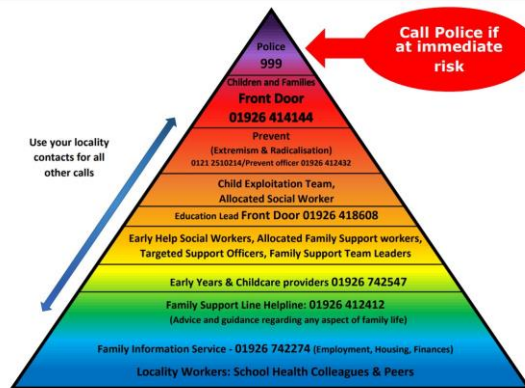 Call Police if
at immediate
risk
Police
999
Children and Families
Front Door
01926 414144
Use your locality
contacts for all
other calls
Prevent
(Extremism & Radicalisation)
0121 2510214/Prevent officer 01926 412432
Child Exploitation Team,
Allocated Social Worker
Education Lead Front Door 01926 418608
Early Help Social Workers, Allocated Family Support workers,
Targeted Support Officers, Family Support Team Leaders
Early Years & Childcare providers 01926 742547
Family Support Line Helpline: 01926 412412
(Advice and guidance regarding any aspect of family life)
Family Information Service - 01926 742274 (Employment, Housing, Finances)
Locality Workers: School Health Colleagues & Peers